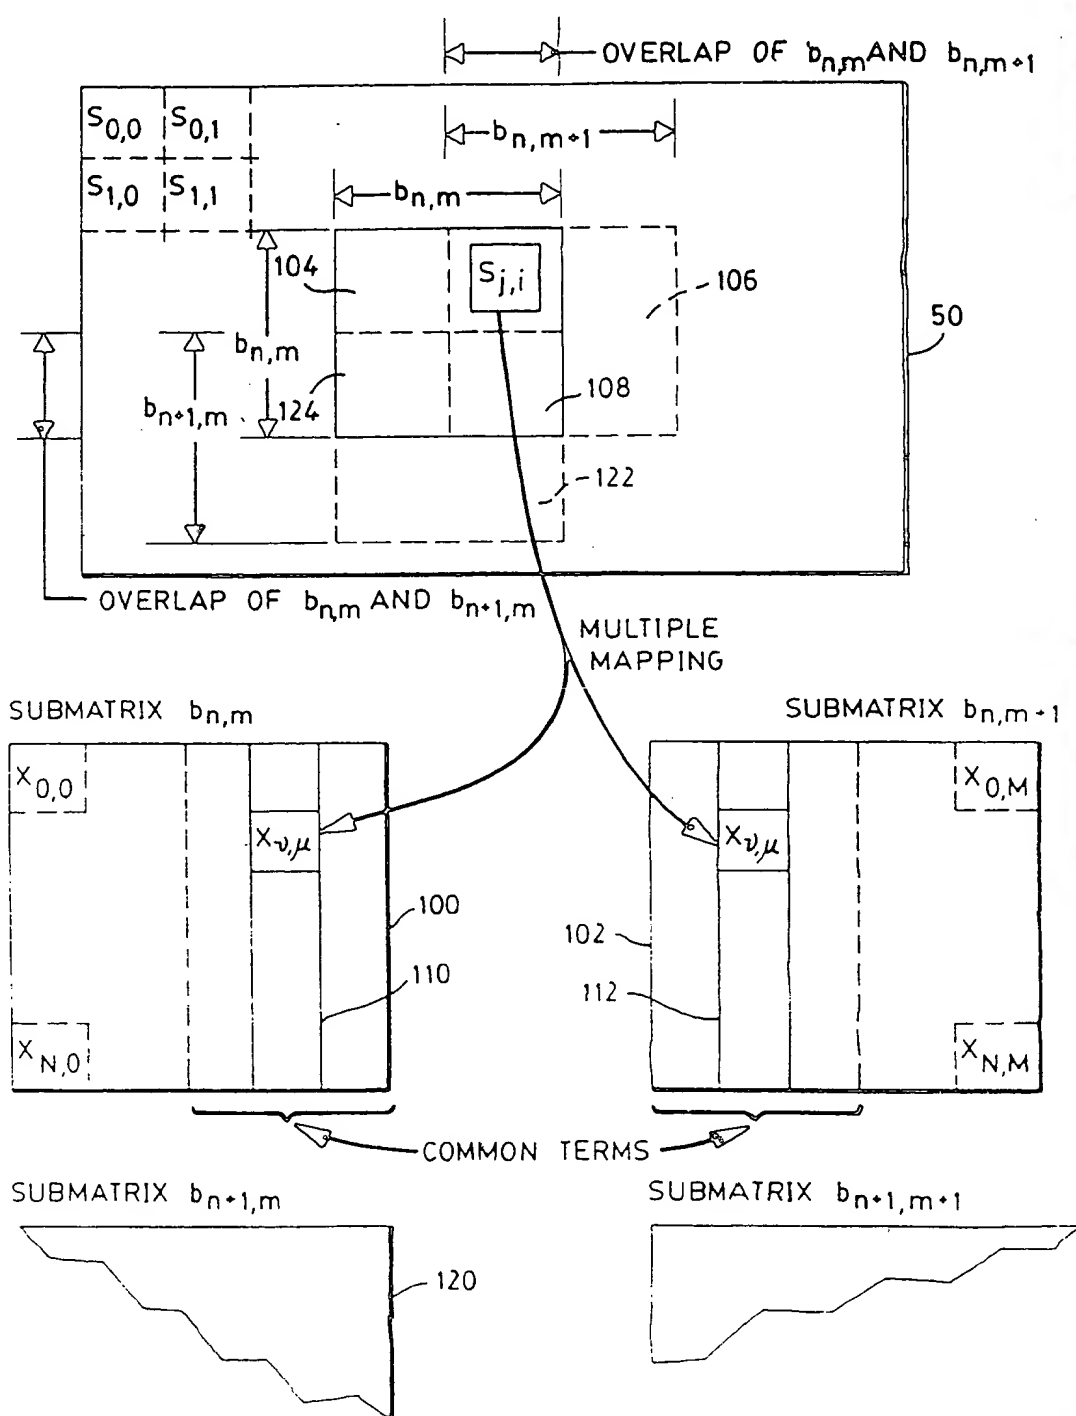 OVERLAP OF b_{n,m} AND b_{n,m+1}
b_{n,m+1}
S_{0,0} S_{0,1}
S_{1,0} S_{1,1}
b_{n,m}
104
S_{j,i}
106
50
b_{n,m}
108
124
b_{n+1,m}
122
OVERLAP OF b_{n,m} AND b_{n+1,m}
MULTIPLE
MAPPING
SUBMATRIX b_{n,m}
SUBMATRIX b_{n,m+1}
X_{0,0}
X_{0,M}
X_{ν,μ}
X_{ν,μ}
100
102
110
112
X_{N,0}
X_{N,M}
COMMON TERMS
SUBMATRIX b_{n+1,m}
SUBMATRIX b_{n+1,m+1}
120